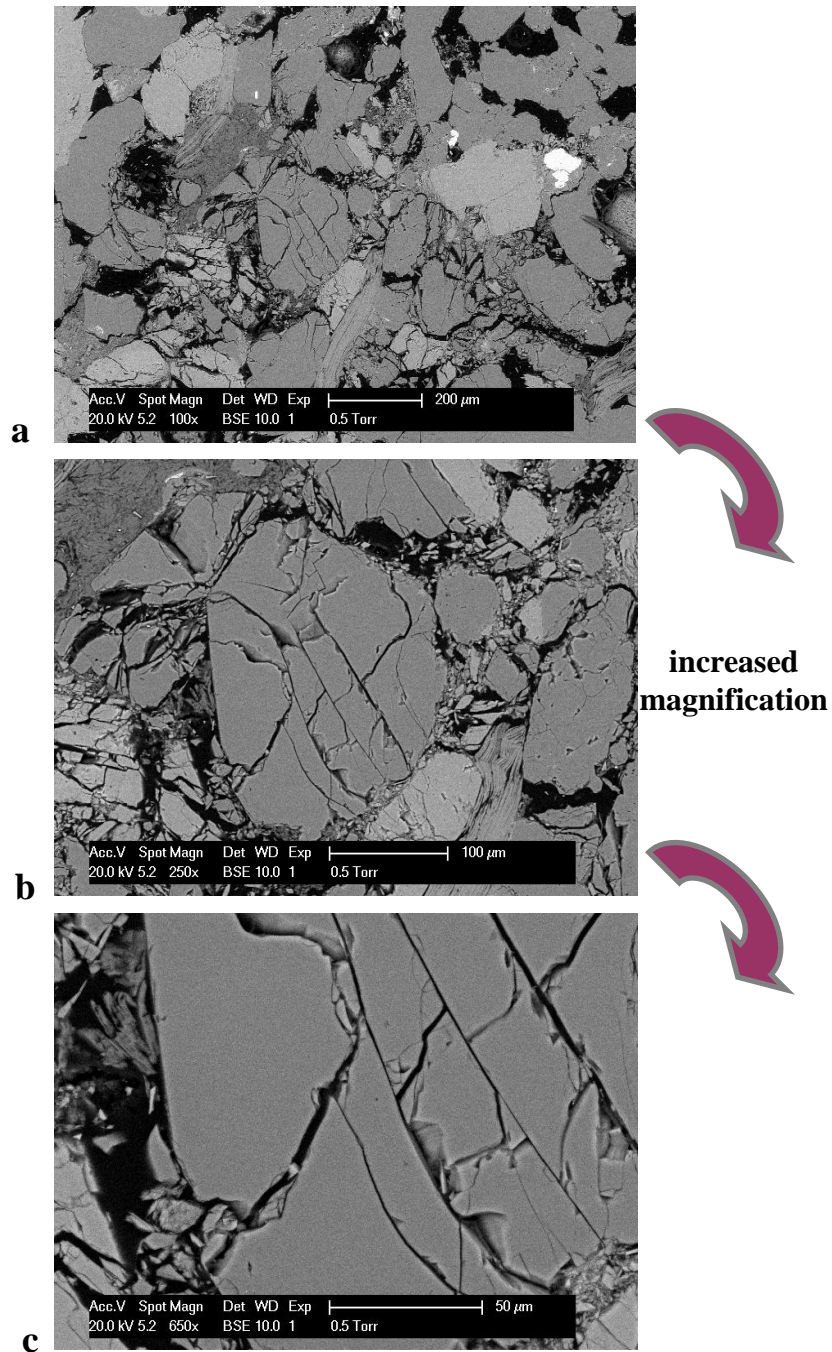 Acc.V Spot Magn Det WD Exp 200 µm
20.0 kV 5.2 100x BSE 10.0 1 0.5 Torr
a
increased
magnification
Acc.V Spot Magn Det WD Exp 100 µm
20.0 kV 5.2 250x BSE 10.0 1 0.5 Torr
b
Acc.V Spot Magn Det WD Exp 50 µm
20.0 kV 5.2 650x BSE 10.0 1 0.5 Torr
c